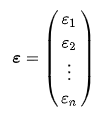 ε =
ε₁
ε₂
⋮
εₙ